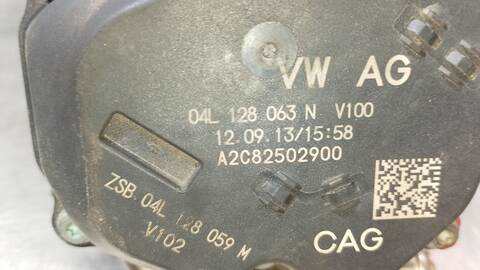 VW AG
04L 128 063 N V100
12.09.13/15:58
A2C82502900
ZSB 04L 128 059 M
V102
CAG